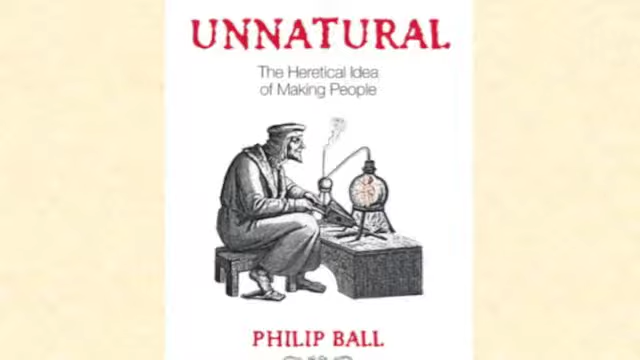 UNNATURAL
The Heretical Idea
of Making People
PHILIP BALL